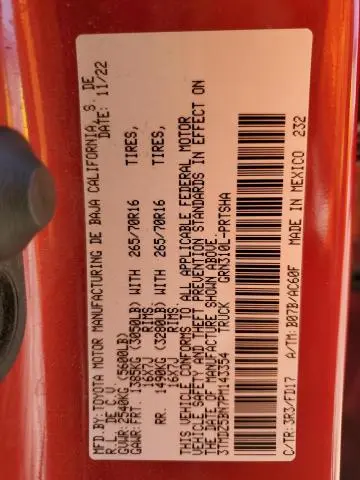 MFD.BY:TOYOTA MOTOR MANUFACTURING DE BAJA CALIFORNIA, S. DE
R.L. DE C.V. DATE: 11/22
GVWR: 2540KG (5600LB)
GAWR: FRT 1385KG (3050LB) WITH 265/70R16 TIRES,
16X7J RIMS,
RR 1490KG (3280LB) WITH 265/70R16 TIRES,
16X7J RIMS
THIS VEHICLE CONFORMS TO ALL APPLICABLE FEDERAL MOTOR
VEHICLE SAFETY AND THEFT PREVENTION STANDARDS IN EFFECT ON
THE DATE OF MANUFACTURE SHOWN ABOVE.
3TMDZ5BN7PM143354 TRUCK GRN310L-PRTSHA
C/TR:3R3/FD17 A/TM:B07B/AC60F MADE IN MEXICO 232